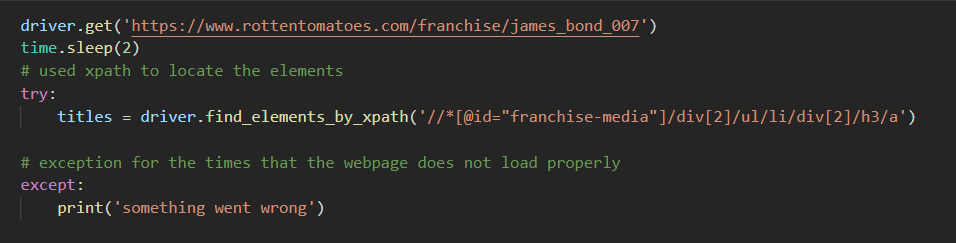 driver.get('https://www.rottentomatoes.com/franchise/james_bond_007')
time.sleep(2)
# used xpath to locate the elements
try:
    titles = driver.find_elements_by_xpath('//*[@id="franchise-media"]/div[2]/ul/li/div[2]/h3/a')
# exception for the times that the webpage does not load properly
except:
    print('something went wrong')